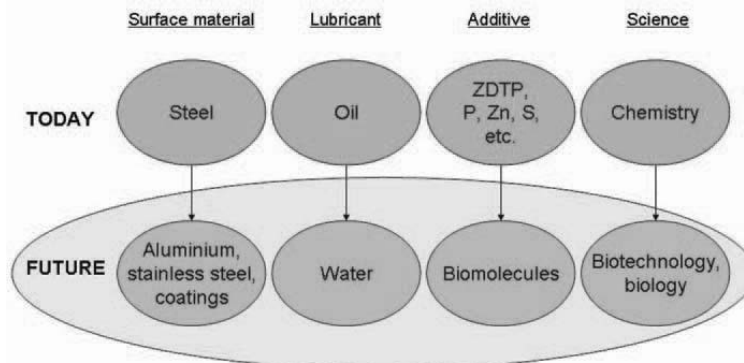 Surface material Lubricant Additive Science
TODAY
Steel
Oil
ZDTP,
P, Zn, S,
etc.
Chemistry
FUTURE
Aluminium,
stainless steel,
coatings
Water
Biomolecules
Biotechnology,
biology